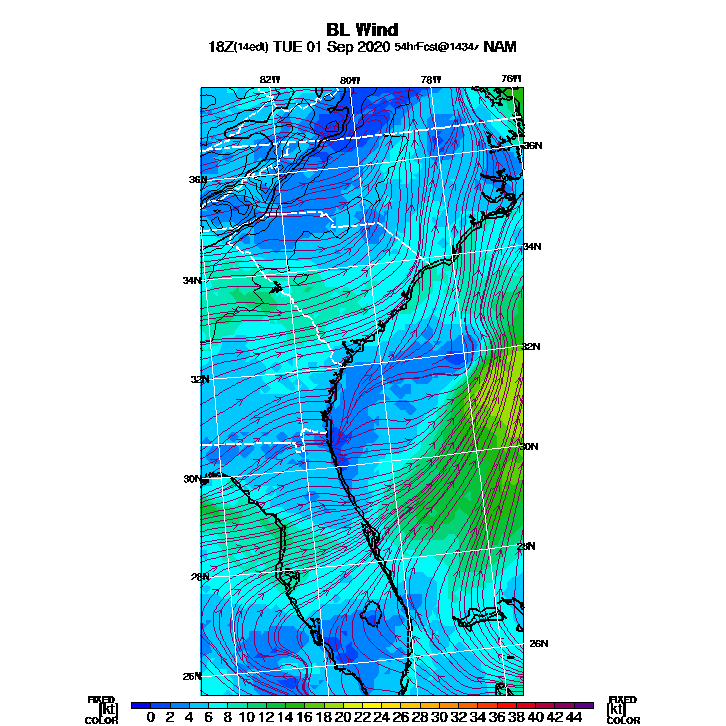 BL Wind
18Z(14edt) TUE 01 Sep 2020 54hrFcst@1434z NAM
82W 80W 78W 76W
36N
36N
34N
34N
32N
32N
30N
30N
28N
28N
26N
26N
FIXED FIXED
[kt] 0 2 4 6 8 10 12 14 16 18 20 22 24 26 28 30 32 34 36 38 40 42 44 [kt]
COLOR COLOR